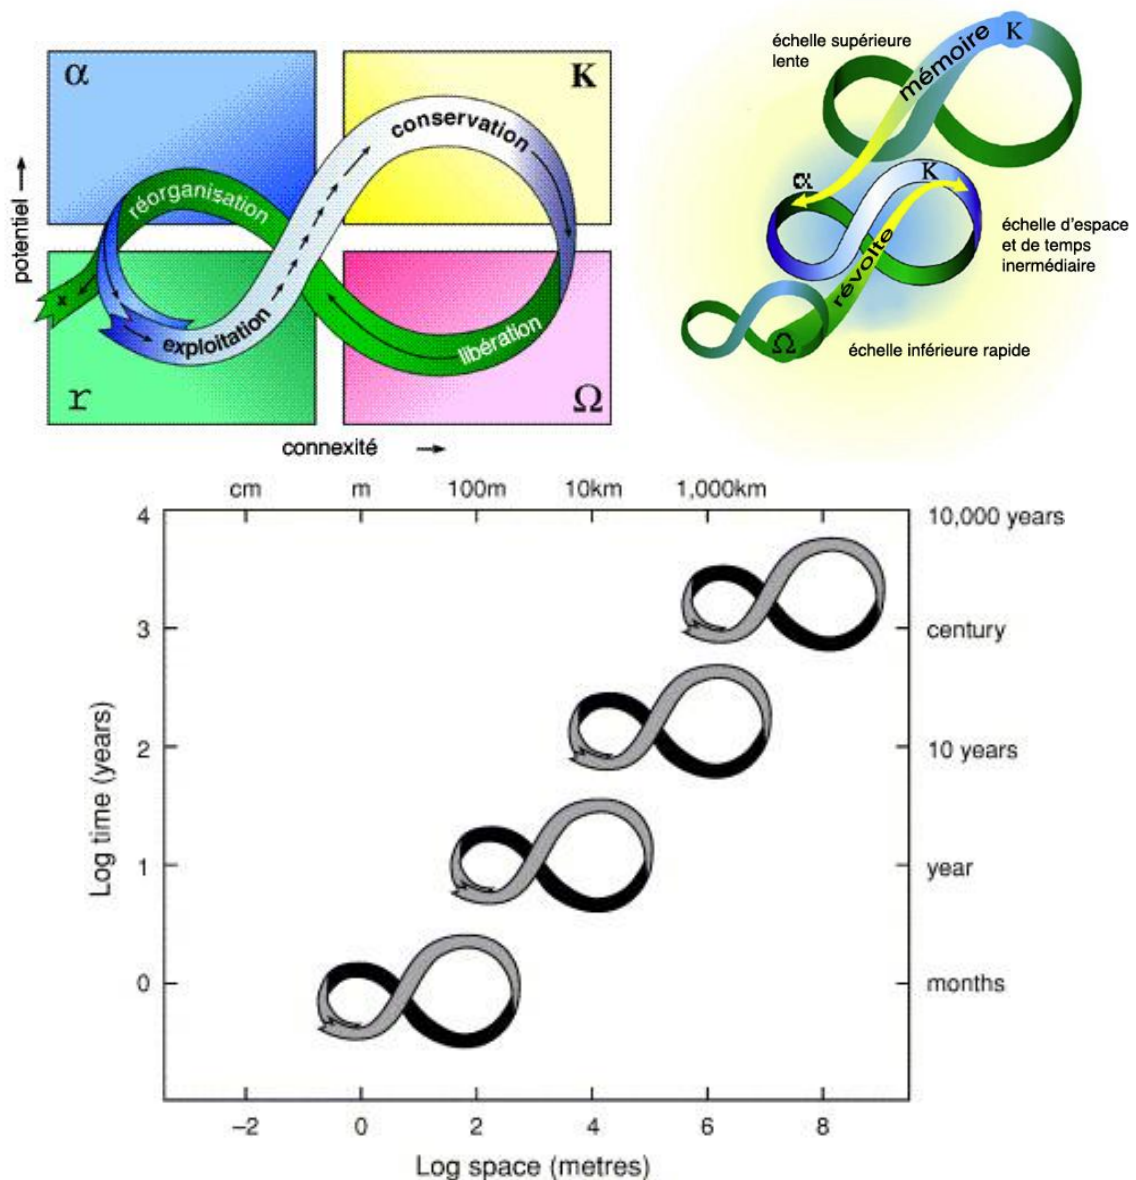 α
K
conservation
réorganisation
potentiel
x
exploitation
libération
r
Ω
connexité
échelle supérieure
lente
mémoire
K
α
K
échelle d'espace
et de temps
inermédiaire
révolte
Ω
échelle inférieure rapide
cm m 100m 10km 1,000km
4 10,000 years
3 century
2 10 years
1 year
0 months
Log time (years)
−2 0 2 4 6 8
Log space (metres)